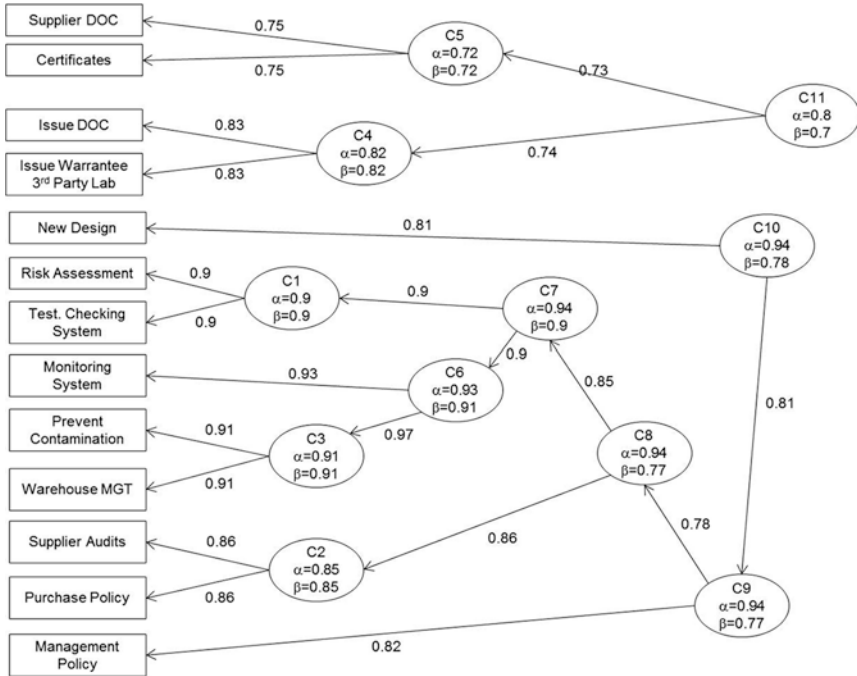 Supplier DOC
Certificates
Issue DOC
Issue Warrantee
3rd Party Lab
New Design
Risk Assessment
Test. Checking
System
Monitoring
System
Prevent
Contamination
Warehouse MGT
Supplier Audits
Purchase Policy
Management
Policy
0.75
0.75
C5
α=0.72
β=0.72
0.73
C11
α=0.8
β=0.7
0.83
0.83
C4
α=0.82
β=0.82
0.74
0.81
C10
α=0.94
β=0.78
0.9
0.9
C1
α=0.9
β=0.9
0.9
C7
α=0.94
β=0.9
0.9
0.93
C6
α=0.93
β=0.91
0.85
0.81
0.91
0.91
C3
α=0.91
β=0.91
0.97
C8
α=0.94
β=0.77
0.86
0.86
C2
α=0.85
β=0.85
0.86
0.78
C9
α=0.94
β=0.77
0.82